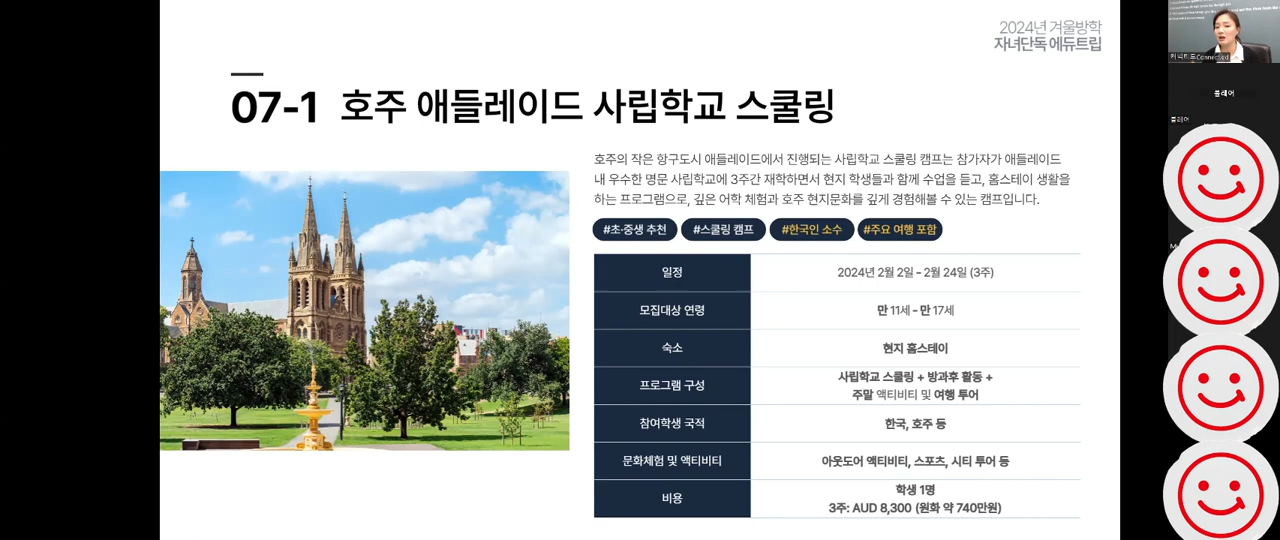 2024년 겨울방학
자녀단독 에듀트립
07-1 호주 애들레이드 사립학교 스쿨링
호주의 작은 항구도시 애들레이드에서 진행되는 사립학교 스쿨링 캠프는 참가자가 애들레이드
내 우수한 명문 사립학교에 3주간 재학하면서 현지 학생들과 함께 수업을 듣고, 홈스테이 생활을
하는 프로그램으로, 깊은 어학 체험과 호주 현지문화를 깊게 경험해볼 수 있는 캠프입니다.
#초·중생 추천 #스쿨링 캠프 #한국인 소수 #주요 여행 포함
일정 2024년 2월 2일 - 2월 24일 (3주)
모집대상 연령 만 11세 - 만 17세
숙소 현지 홈스테이
프로그램 구성 사립학교 스쿨링 + 방과후 활동 +
주말 액티비티 및 여행 투어
참여학생 국적 한국, 호주 등
문화체험 및 액티비티 아웃도어 액티비티, 스포츠, 시티 투어 등
비용 학생 1명
3주: AUD 8,300 (원화 약 740만원)
Connected
플레어
플레어